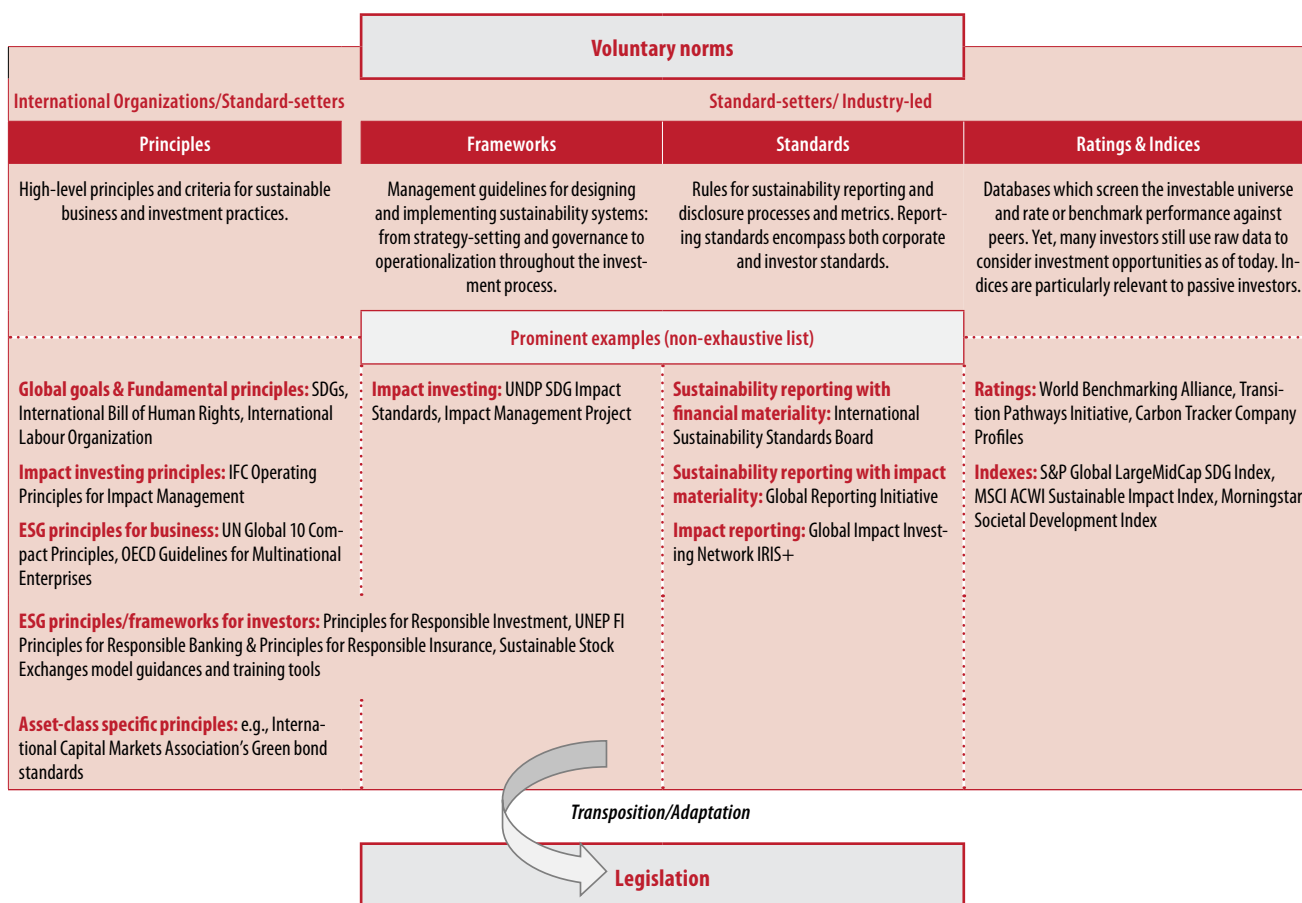 Voluntary norms
International Organizations/Standard-setters
Standard-setters/ Industry-led
Principles
Frameworks
Standards
Ratings & Indices
High-level principles and criteria for sustainable
business and investment practices.
Management guidelines for designing
and implementing sustainability systems:
from strategy-setting and governance to
operationalization throughout the invest-
ment process.
Rules for sustainability reporting and
disclosure processes and metrics. Report-
ing standards encompass both corporate
and investor standards.
Databases which screen the investable universe
and rate or benchmark performance against
peers. Yet, many investors still use raw data to
consider investment opportunities as of today. In-
dices are particularly relevant to passive investors.
Prominent examples (non-exhaustive list)
Global goals & Fundamental principles: SDGs,
International Bill of Human Rights, International
Labour Organization
Impact investing principles: IFC Operating
Principles for Impact Management
ESG principles for business: UN Global 10 Com-
pact Principles, OECD Guidelines for Multinational
Enterprises
ESG principles/frameworks for investors: Principles for Responsible Investment, UNEP FI
Principles for Responsible Banking & Principles for Responsible Insurance, Sustainable Stock
Exchanges model guidances and training tools
Asset-class specific principles: e.g., Interna-
tional Capital Markets Association's Green bond
standards
Impact investing: UNDP SDG Impact
Standards, Impact Management Project
Sustainability reporting with
financial materiality: International
Sustainability Standards Board
Sustainability reporting with impact
materiality: Global Reporting Initiative
Impact reporting: Global Impact Invest-
ing Network IRIS+
Ratings: World Benchmarking Alliance, Transi-
tion Pathways Initiative, Carbon Tracker Company
Profiles
Indexes: S&P Global LargeMidCap SDG Index,
MSCI ACWI Sustainable Impact Index, Morningstar
Societal Development Index
Transposition/Adaptation
Legislation